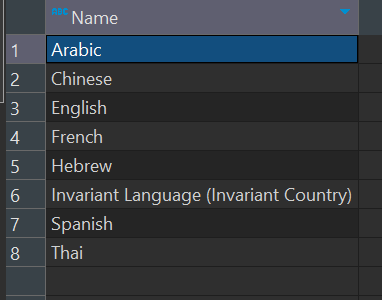 ABC Name
1 Arabic
2 Chinese
3 English
4 French
5 Hebrew
6 Invariant Language (Invariant Country)
7 Spanish
8 Thai